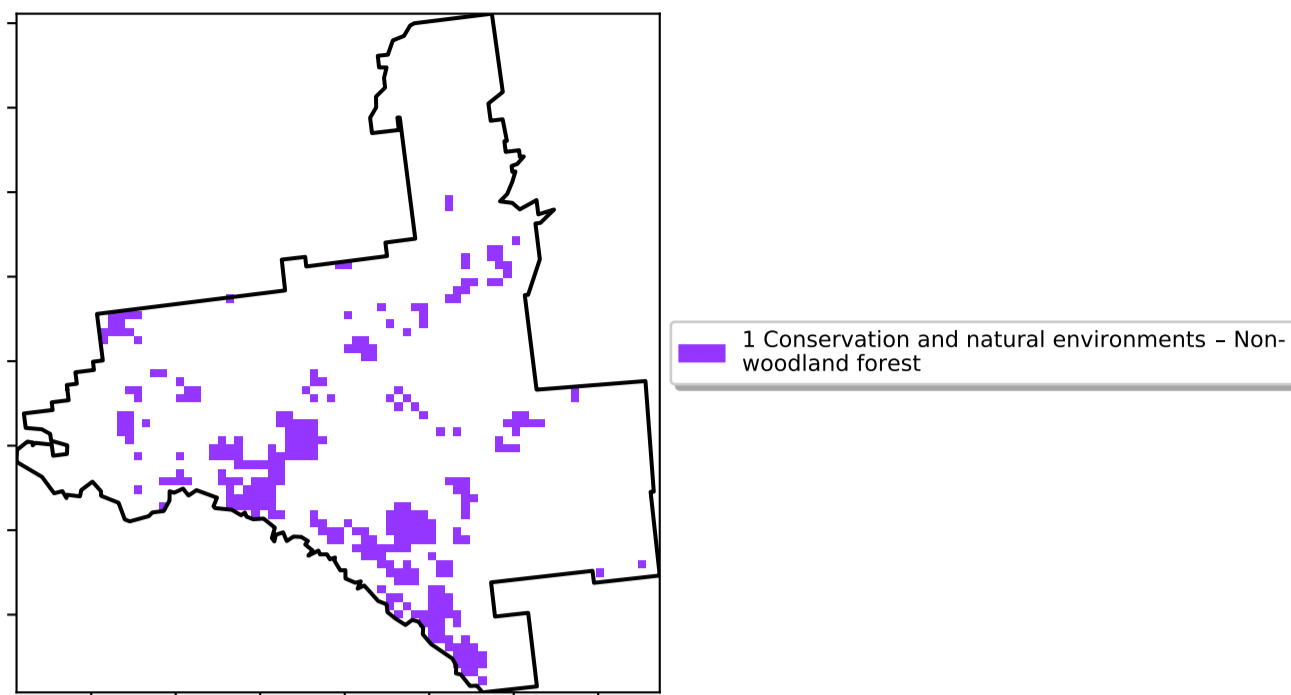 1 Conservation and natural environments – Non-
woodland forest